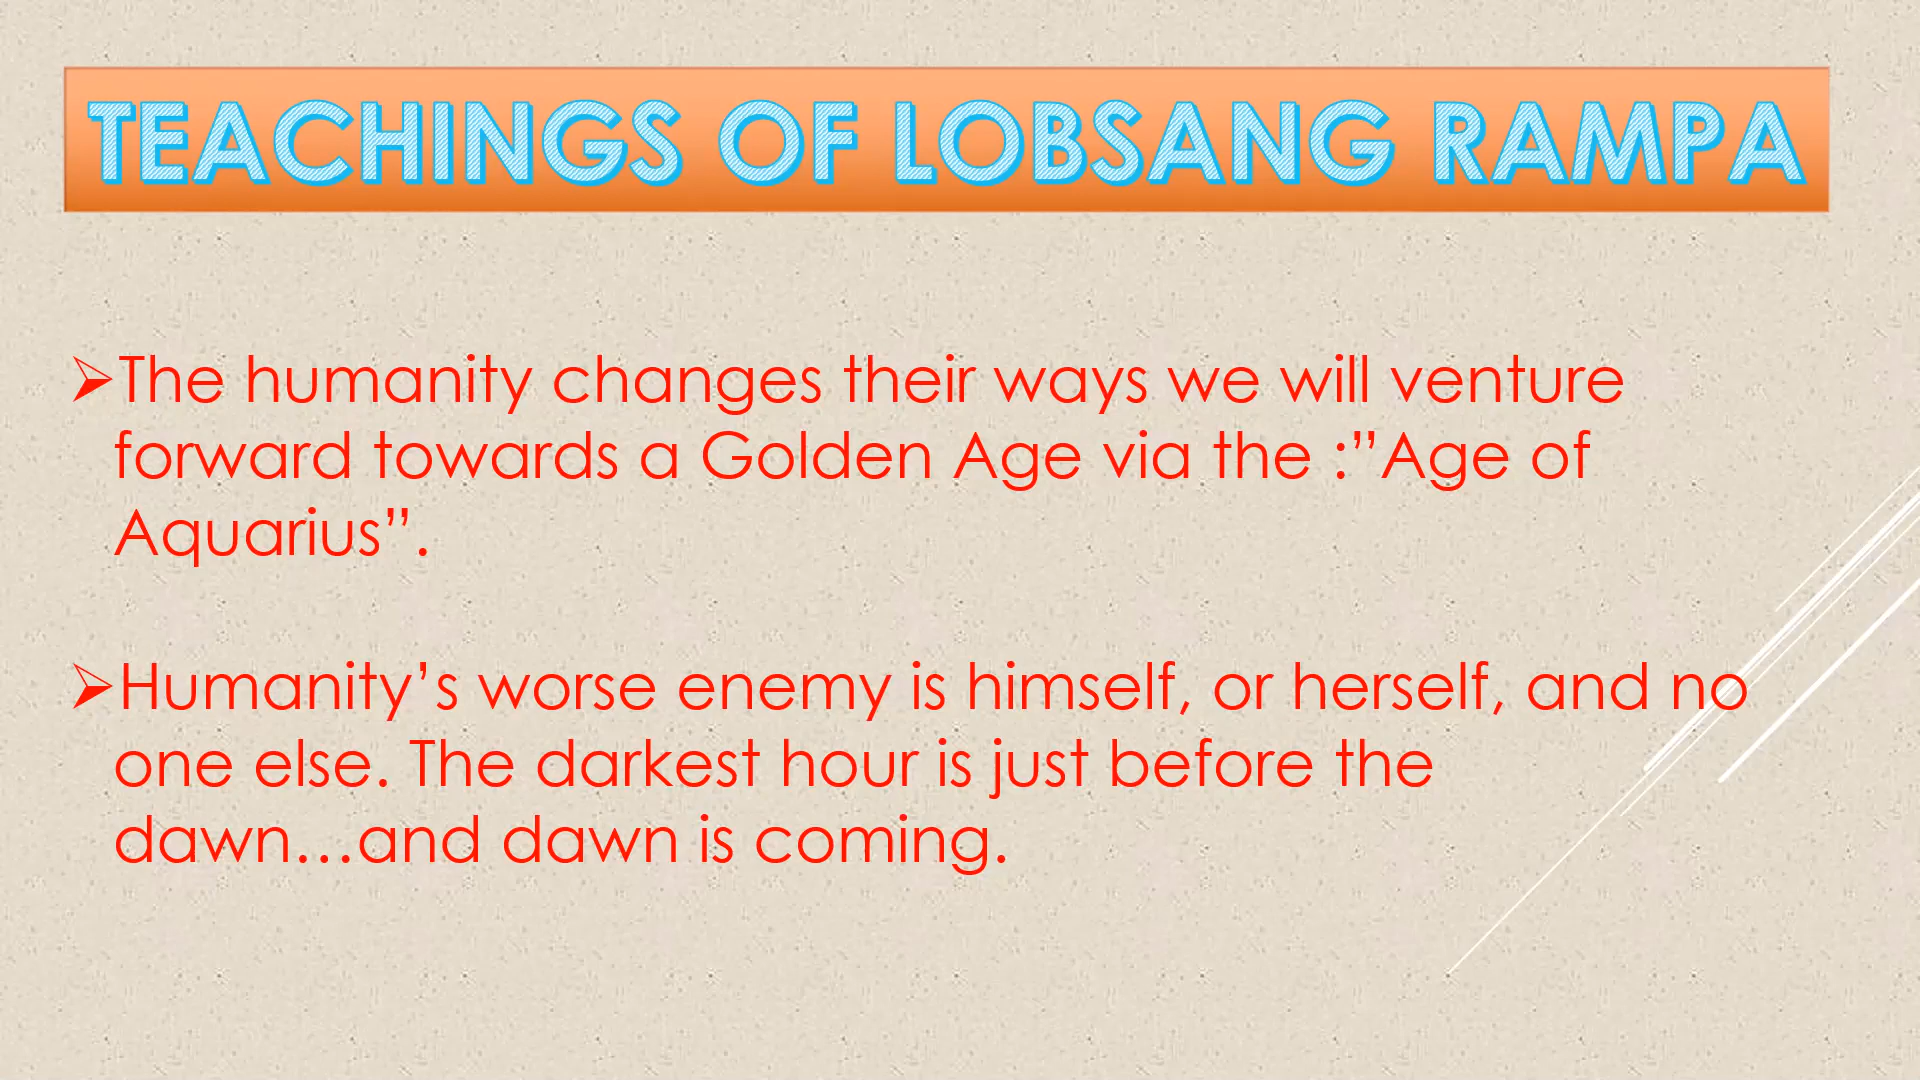 TEACHINGS OF LOBSANG RAMPA
➢The humanity changes their ways we will venture
forward towards a Golden Age via the :”Age of
Aquarius”.
➢Humanity’s worse enemy is himself, or herself, and no
one else. The darkest hour is just before the
dawn…and dawn is coming.